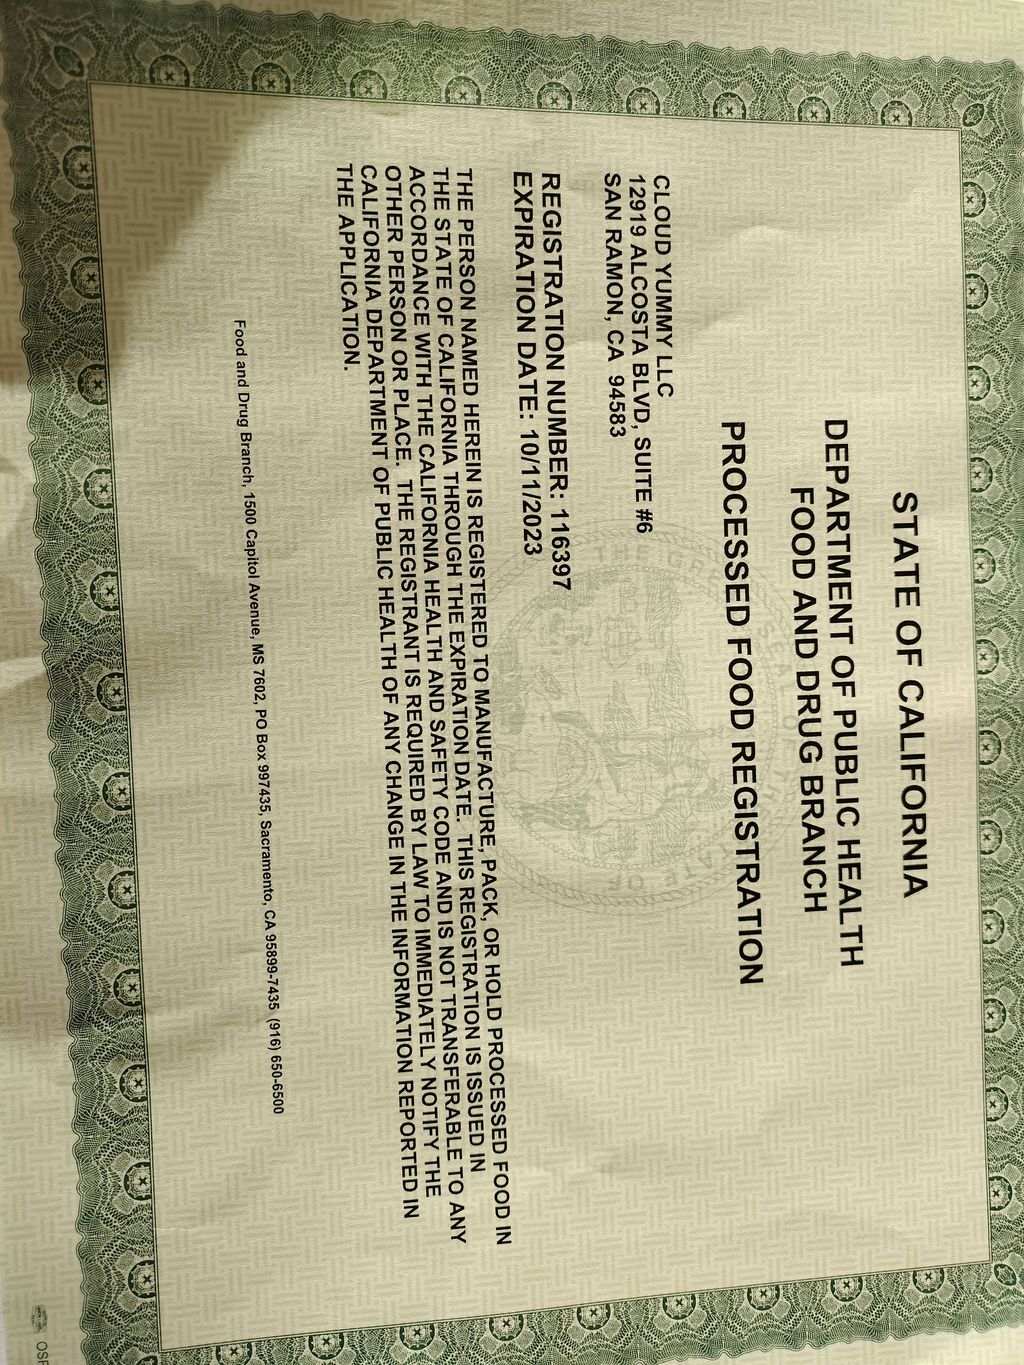 STATE OF CALIFORNIA
DEPARTMENT OF PUBLIC HEALTH
FOOD AND DRUG BRANCH
PROCESSED FOOD REGISTRATION
CLOUD YUMMY LLC
12919 ALCOSTA BLVD, SUITE #6
SAN RAMON, CA 94583
REGISTRATION NUMBER: 116397
EXPIRATION DATE: 10/11/2023
THE PERSON NAMED HEREIN IS REGISTERED TO MANUFACTURE, PACK, OR HOLD PROCESSED FOOD IN
THE STATE OF CALIFORNIA THROUGH THE EXPIRATION DATE. THIS REGISTRATION IS ISSUED IN
ACCORDANCE WITH THE CALIFORNIA HEALTH AND SAFETY CODE AND IS NOT TRANSFERABLE TO ANY
OTHER PERSON OR PLACE. THE REGISTRANT IS REQUIRED BY LAW TO IMMEDIATELY NOTIFY THE
CALIFORNIA DEPARTMENT OF PUBLIC HEALTH OF ANY CHANGE IN THE INFORMATION REPORTED IN
THE APPLICATION.
Food and Drug Branch, 1500 Capitol Avenue, MS 7602, PO Box 997435, Sacramento, CA 95899-7435 (916) 650-6500